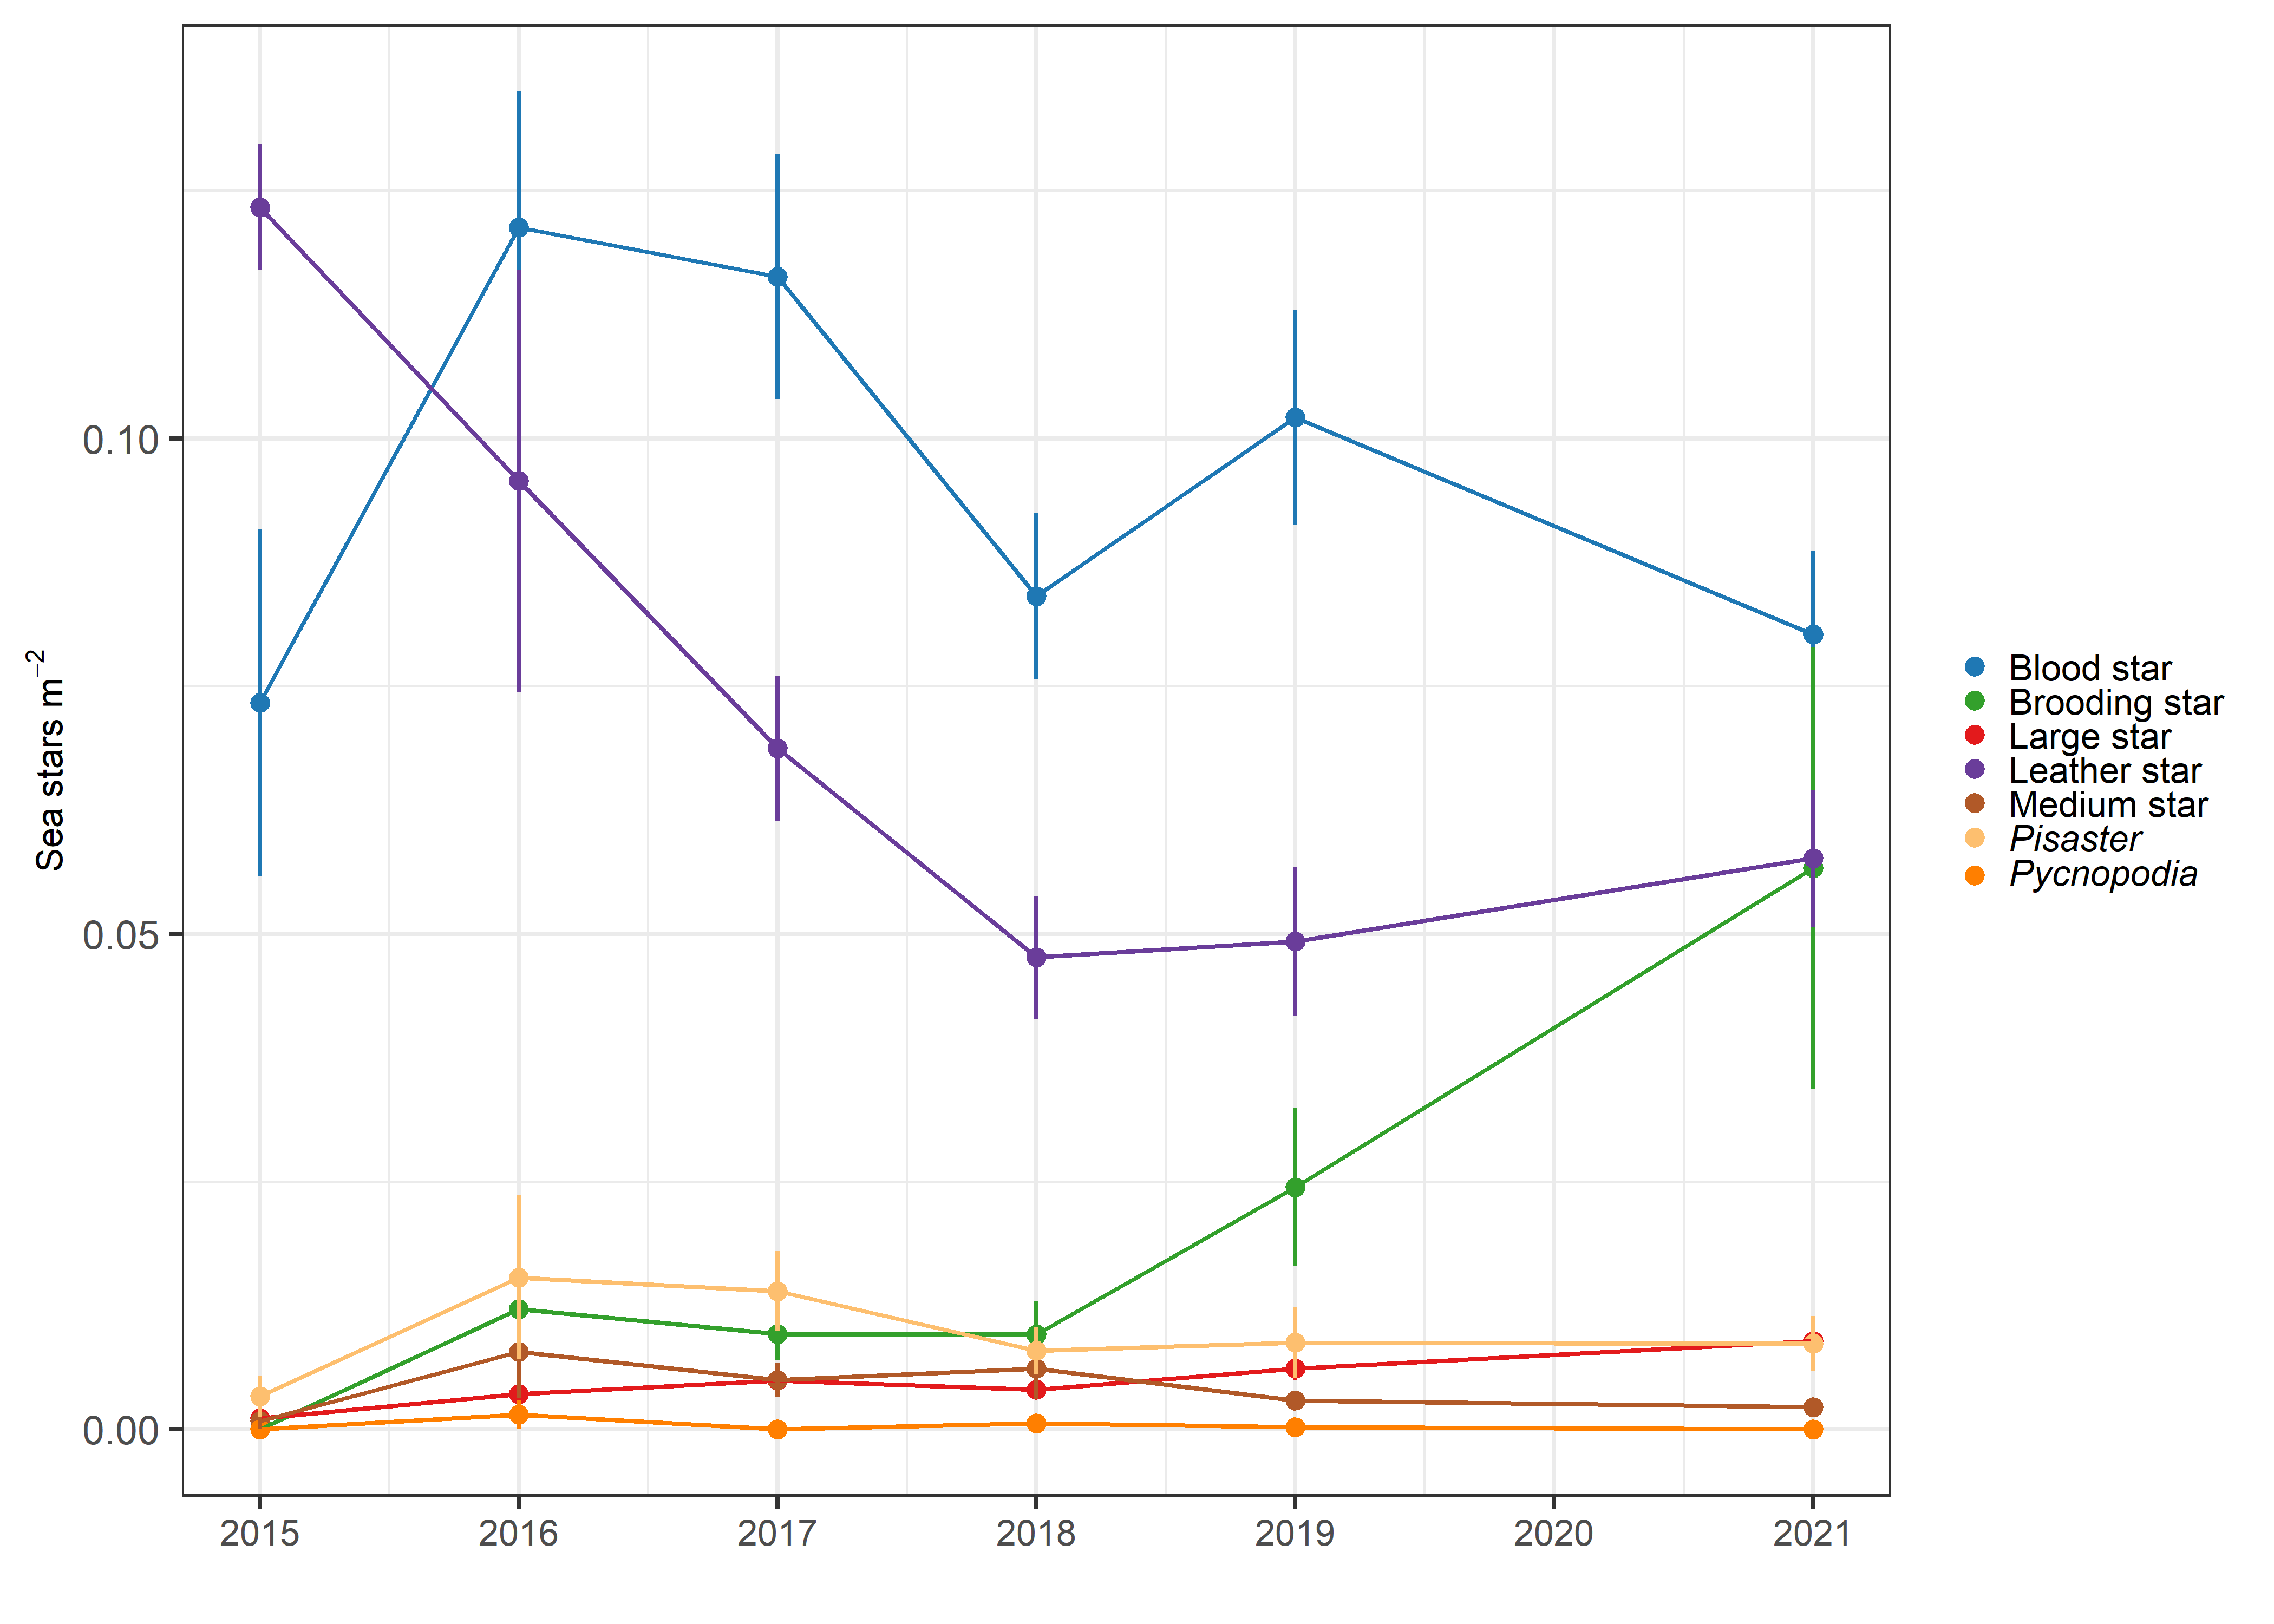 Sea stars m⁻²
0.10
0.05
0.00
2015 2016 2017 2018 2019 2020 2021
Blood star
Brooding star
Large star
Leather star
Medium star
Pisaster
Pycnopodia